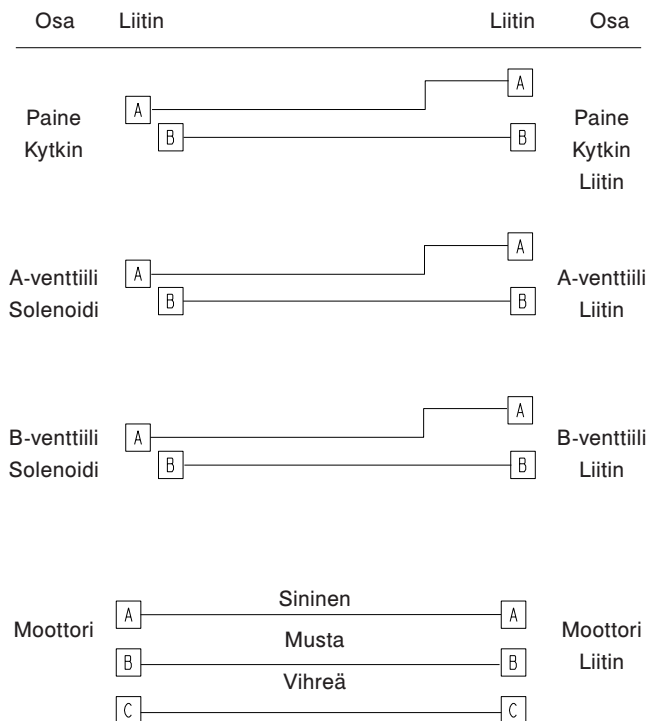 Osa Liitin Liitin Osa
A
Paine Kytkin
A
B
B
Paine Kytkin Liitin
A
A-venttiili Solenoidi
A
B
B
A-venttiili Liitin
A
B-venttiili Solenoidi
A
B
B
B-venttiili Liitin
Moottori
A Sininen A
B Musta B
C Vihreä C
Moottori Liitin